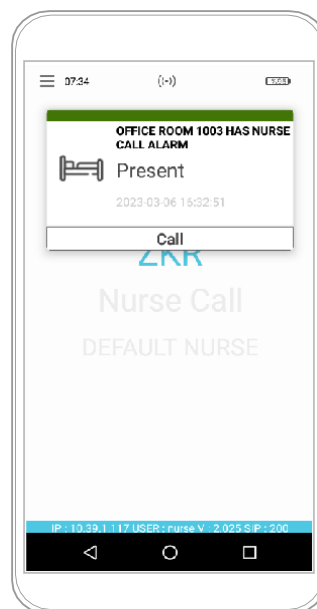 07:34
OFFICE ROOM 1003 HAS NURSE
CALL ALARM
Present
2023-03-06 16:32:51
Call
ZKR
Nurse Call
DEFAULT NURSE
IP : 10.39.1.117 USER : nurse V : 2.025 SIP : 200